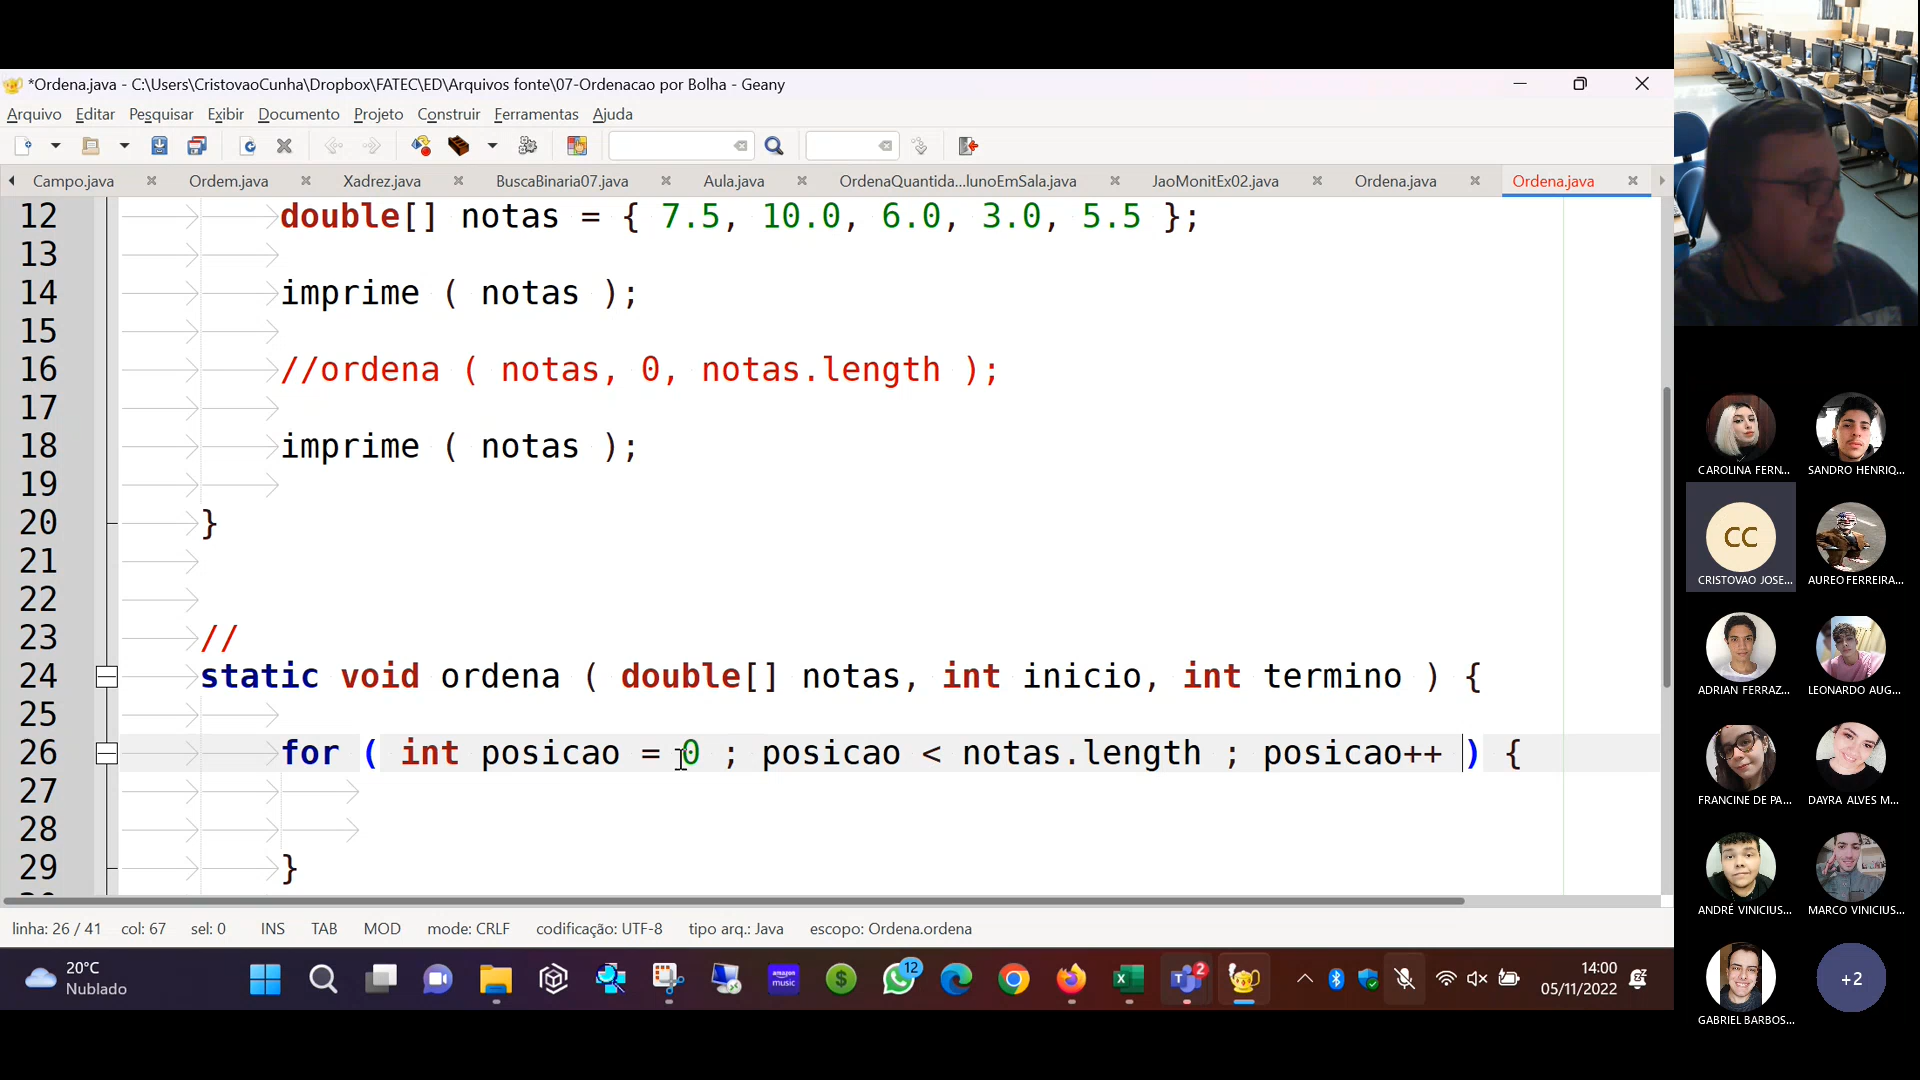 *Ordena.java - C:\Users\CristovaoCunha\Dropbox\FATEC\ED\Arquivos fonte\07-Ordenacao por Bolha - Geany
Arquivo Editar Pesquisar Exibir Documento Projeto Construir Ferramentas Ajuda
Campo.java Ordem.java Xadrez.java BuscaBinaria07.java Aula.java OrdenaQuantida...lunoEmSala.java JaoMonitEx02.java Ordena.java Ordena.java
12 double[] notas = { 7.5, 10.0, 6.0, 3.0, 5.5 };
13
14 imprime ( notas );
15
16 //ordena ( notas, 0, notas.length );
17
18 imprime ( notas );
19
20 }
21
22
23 //
24 static void ordena ( double[] notas, int inicio, int termino ) {
25
26 for ( int posicao = 0 ; posicao < notas.length ; posicao++ ) {
27
28
29 }
linha: 26 / 41 col: 67 sel: 0 INS TAB MOD mode: CRLF codificação: UTF-8 tipo arq.: Java escopo: Ordena.ordena
20°C
Nublado
amazon
music
12
2
14:00
05/11/2022
CAROLINA FERN... SANDRO HENRIQ...
CC
CRISTOVAO JOSE... AUREO FERREIRA...
ADRIAN FERRAZ... LEONARDO AUG...
FRANCINE DE PA... DAYRA ALVES M...
ANDRÉ VINICIUS... MARCO VINICIUS...
+2
GABRIEL BARBOS...